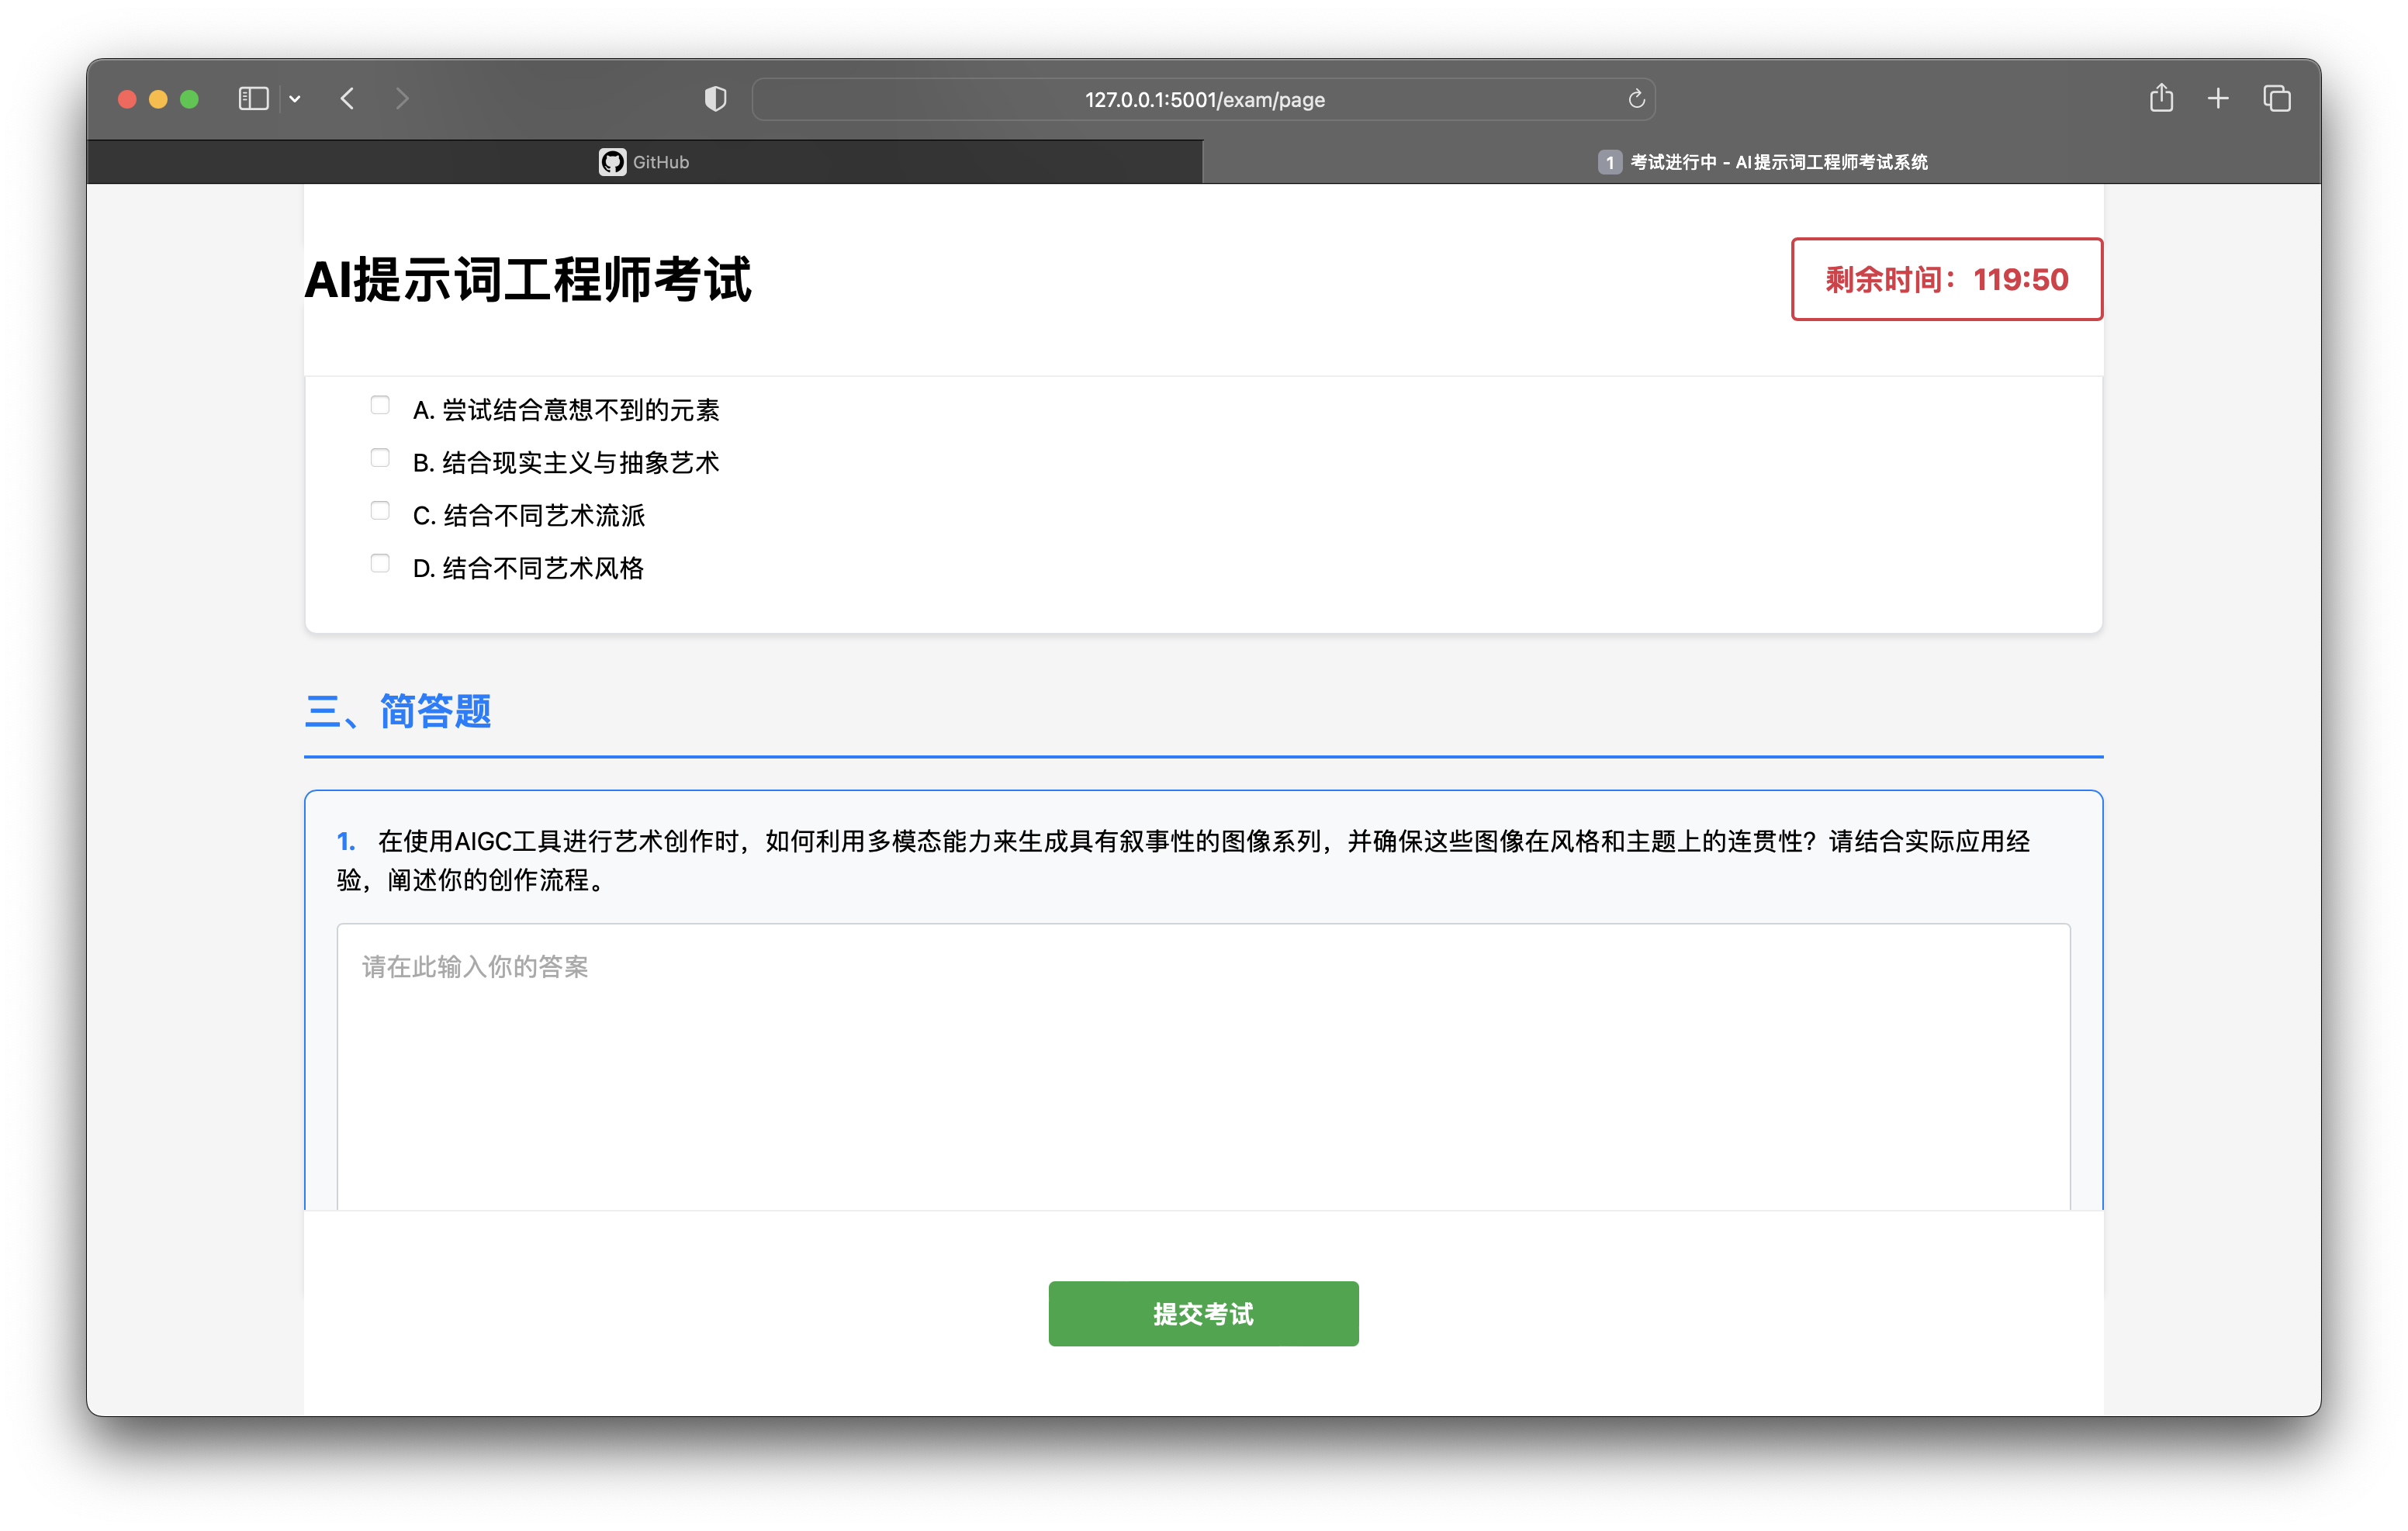 127.0.0.1:5001/exam/page
GitHub
1 考试进行中 - AI提示词工程师考试系统
AI提示词工程师考试
剩余时间：119:50
A. 尝试结合意想不到的元素
B. 结合现实主义与抽象艺术
C. 结合不同艺术流派
D. 结合不同艺术风格
三、简答题
1. 在使用AIGC工具进行艺术创作时，如何利用多模态能力来生成具有叙事性的图像系列，并确保这些图像在风格和主题上的连贯性？请结合实际应用经
验，阐述你的创作流程。
请在此输入你的答案
提交考试